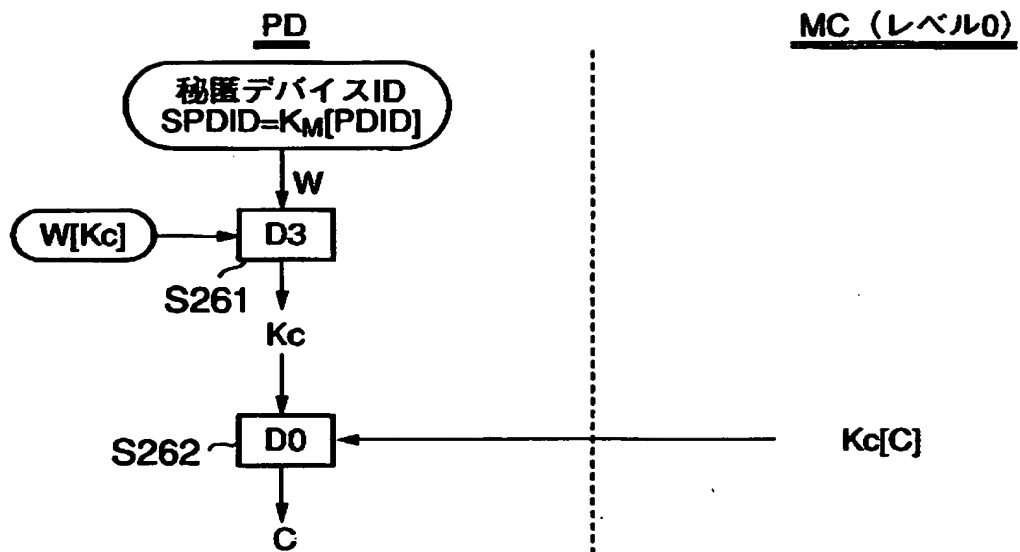 PD
MC (レベル0)
秘匿デバイスID
SPDID=KM[PDID]
W
W[Kc]
D3
S261
Kc
D0
S262
Kc[C]
C